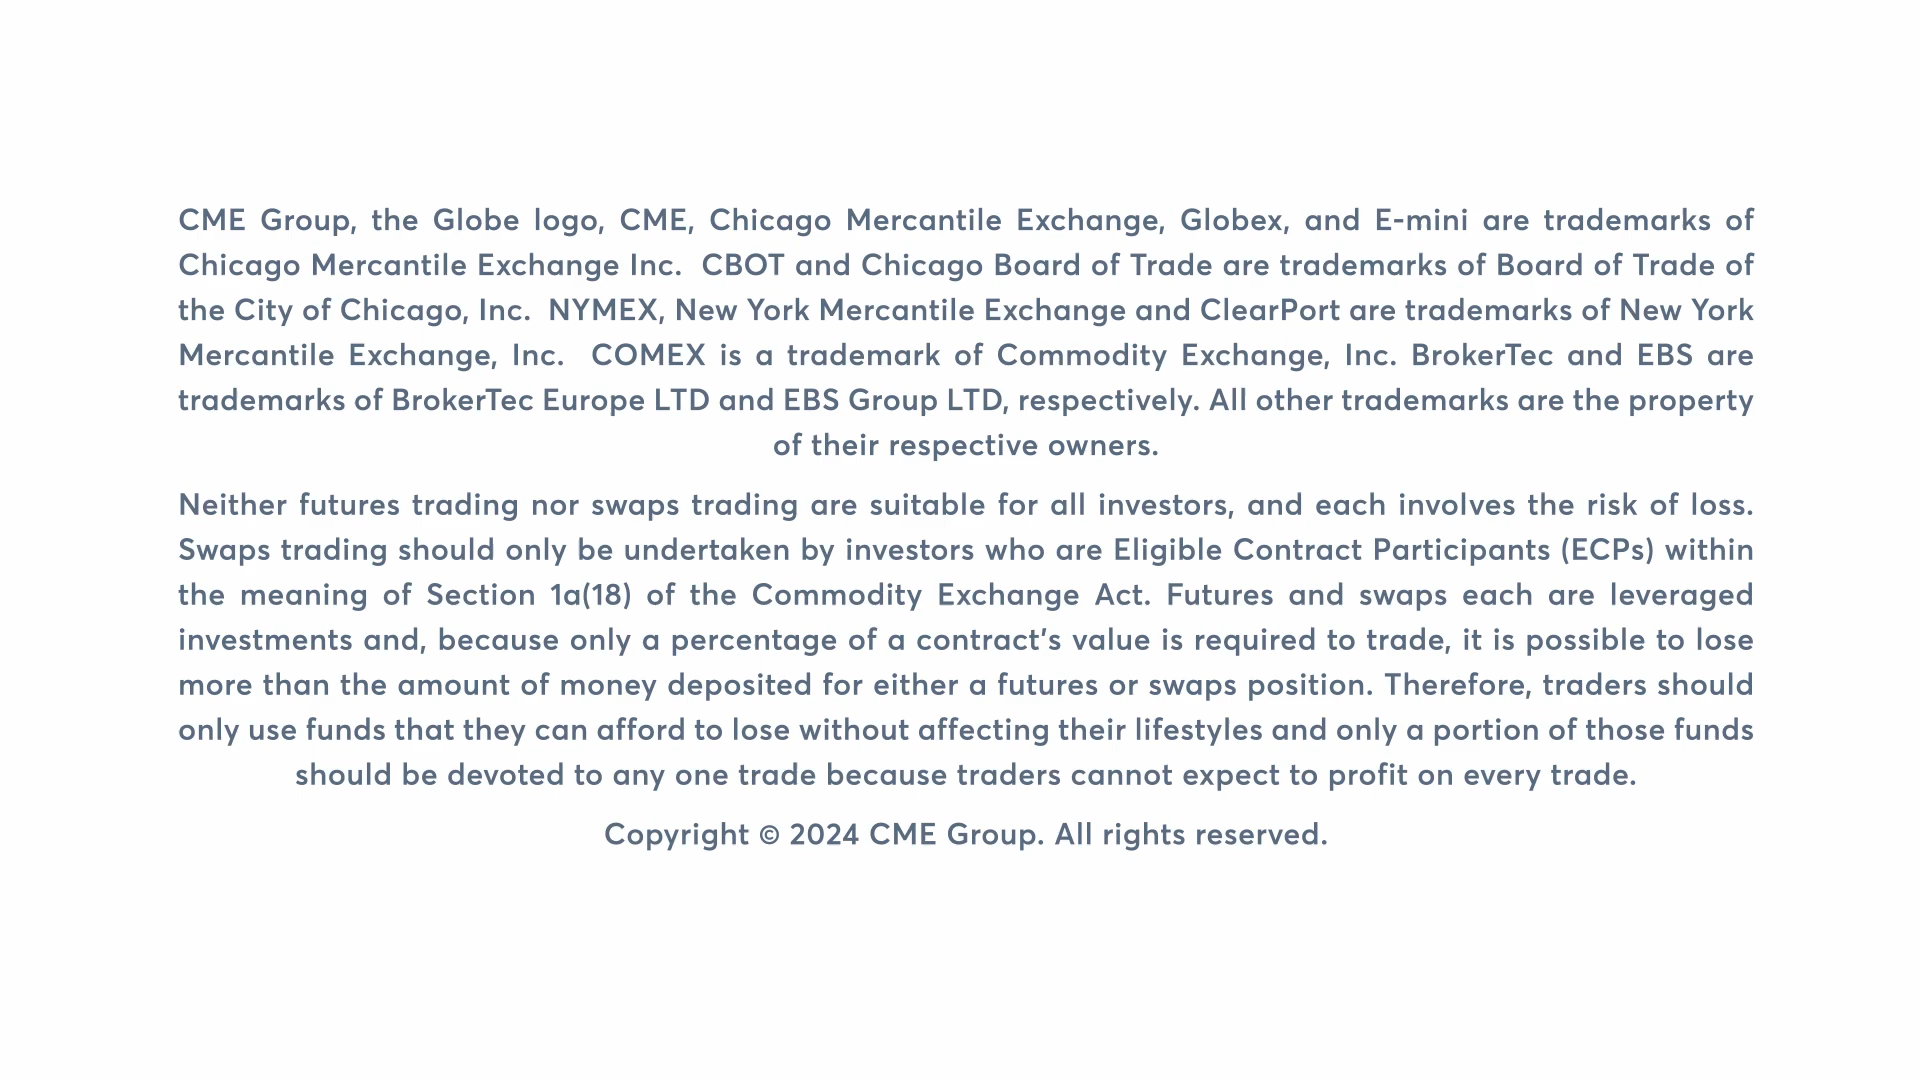 CME Group, the Globe logo, CME, Chicago Mercantile Exchange, Globex, and E-mini are trademarks of
Chicago Mercantile Exchange Inc.  CBOT and Chicago Board of Trade are trademarks of Board of Trade of
the City of Chicago, Inc.  NYMEX, New York Mercantile Exchange and ClearPort are trademarks of New York
Mercantile Exchange, Inc.  COMEX is a trademark of Commodity Exchange, Inc. BrokerTec and EBS are
trademarks of BrokerTec Europe LTD and EBS Group LTD, respectively. All other trademarks are the property
of their respective owners.
Neither futures trading nor swaps trading are suitable for all investors, and each involves the risk of loss.
Swaps trading should only be undertaken by investors who are Eligible Contract Participants (ECPs) within
the meaning of Section 1a(18) of the Commodity Exchange Act. Futures and swaps each are leveraged
investments and, because only a percentage of a contract's value is required to trade, it is possible to lose
more than the amount of money deposited for either a futures or swaps position. Therefore, traders should
only use funds that they can afford to lose without affecting their lifestyles and only a portion of those funds
should be devoted to any one trade because traders cannot expect to profit on every trade.
Copyright © 2024 CME Group. All rights reserved.